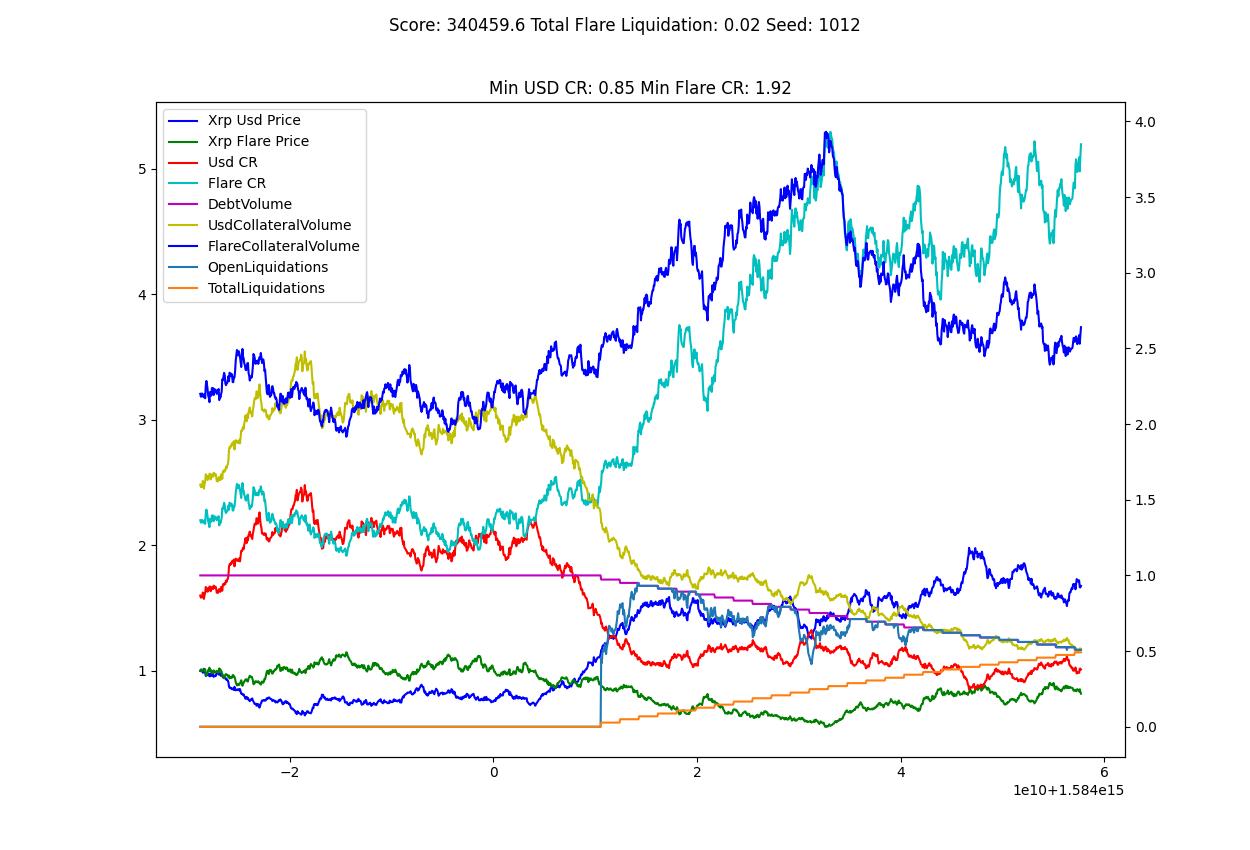 Score: 340459.6 Total Flare Liquidation: 0.02 Seed: 1012
Min USD CR: 0.85 Min Flare CR: 1.92
Xrp Usd Price
Xrp Flare Price
Usd CR
Flare CR
DebtVolume
UsdCollateralVolume
FlareCollateralVolume
OpenLiquidations
TotalLiquidations
5
4
3
2
1
4.0
3.5
3.0
2.5
2.0
1.5
1.0
0.5
0.0
−2
0
2
4
6
1e10+1.584e15